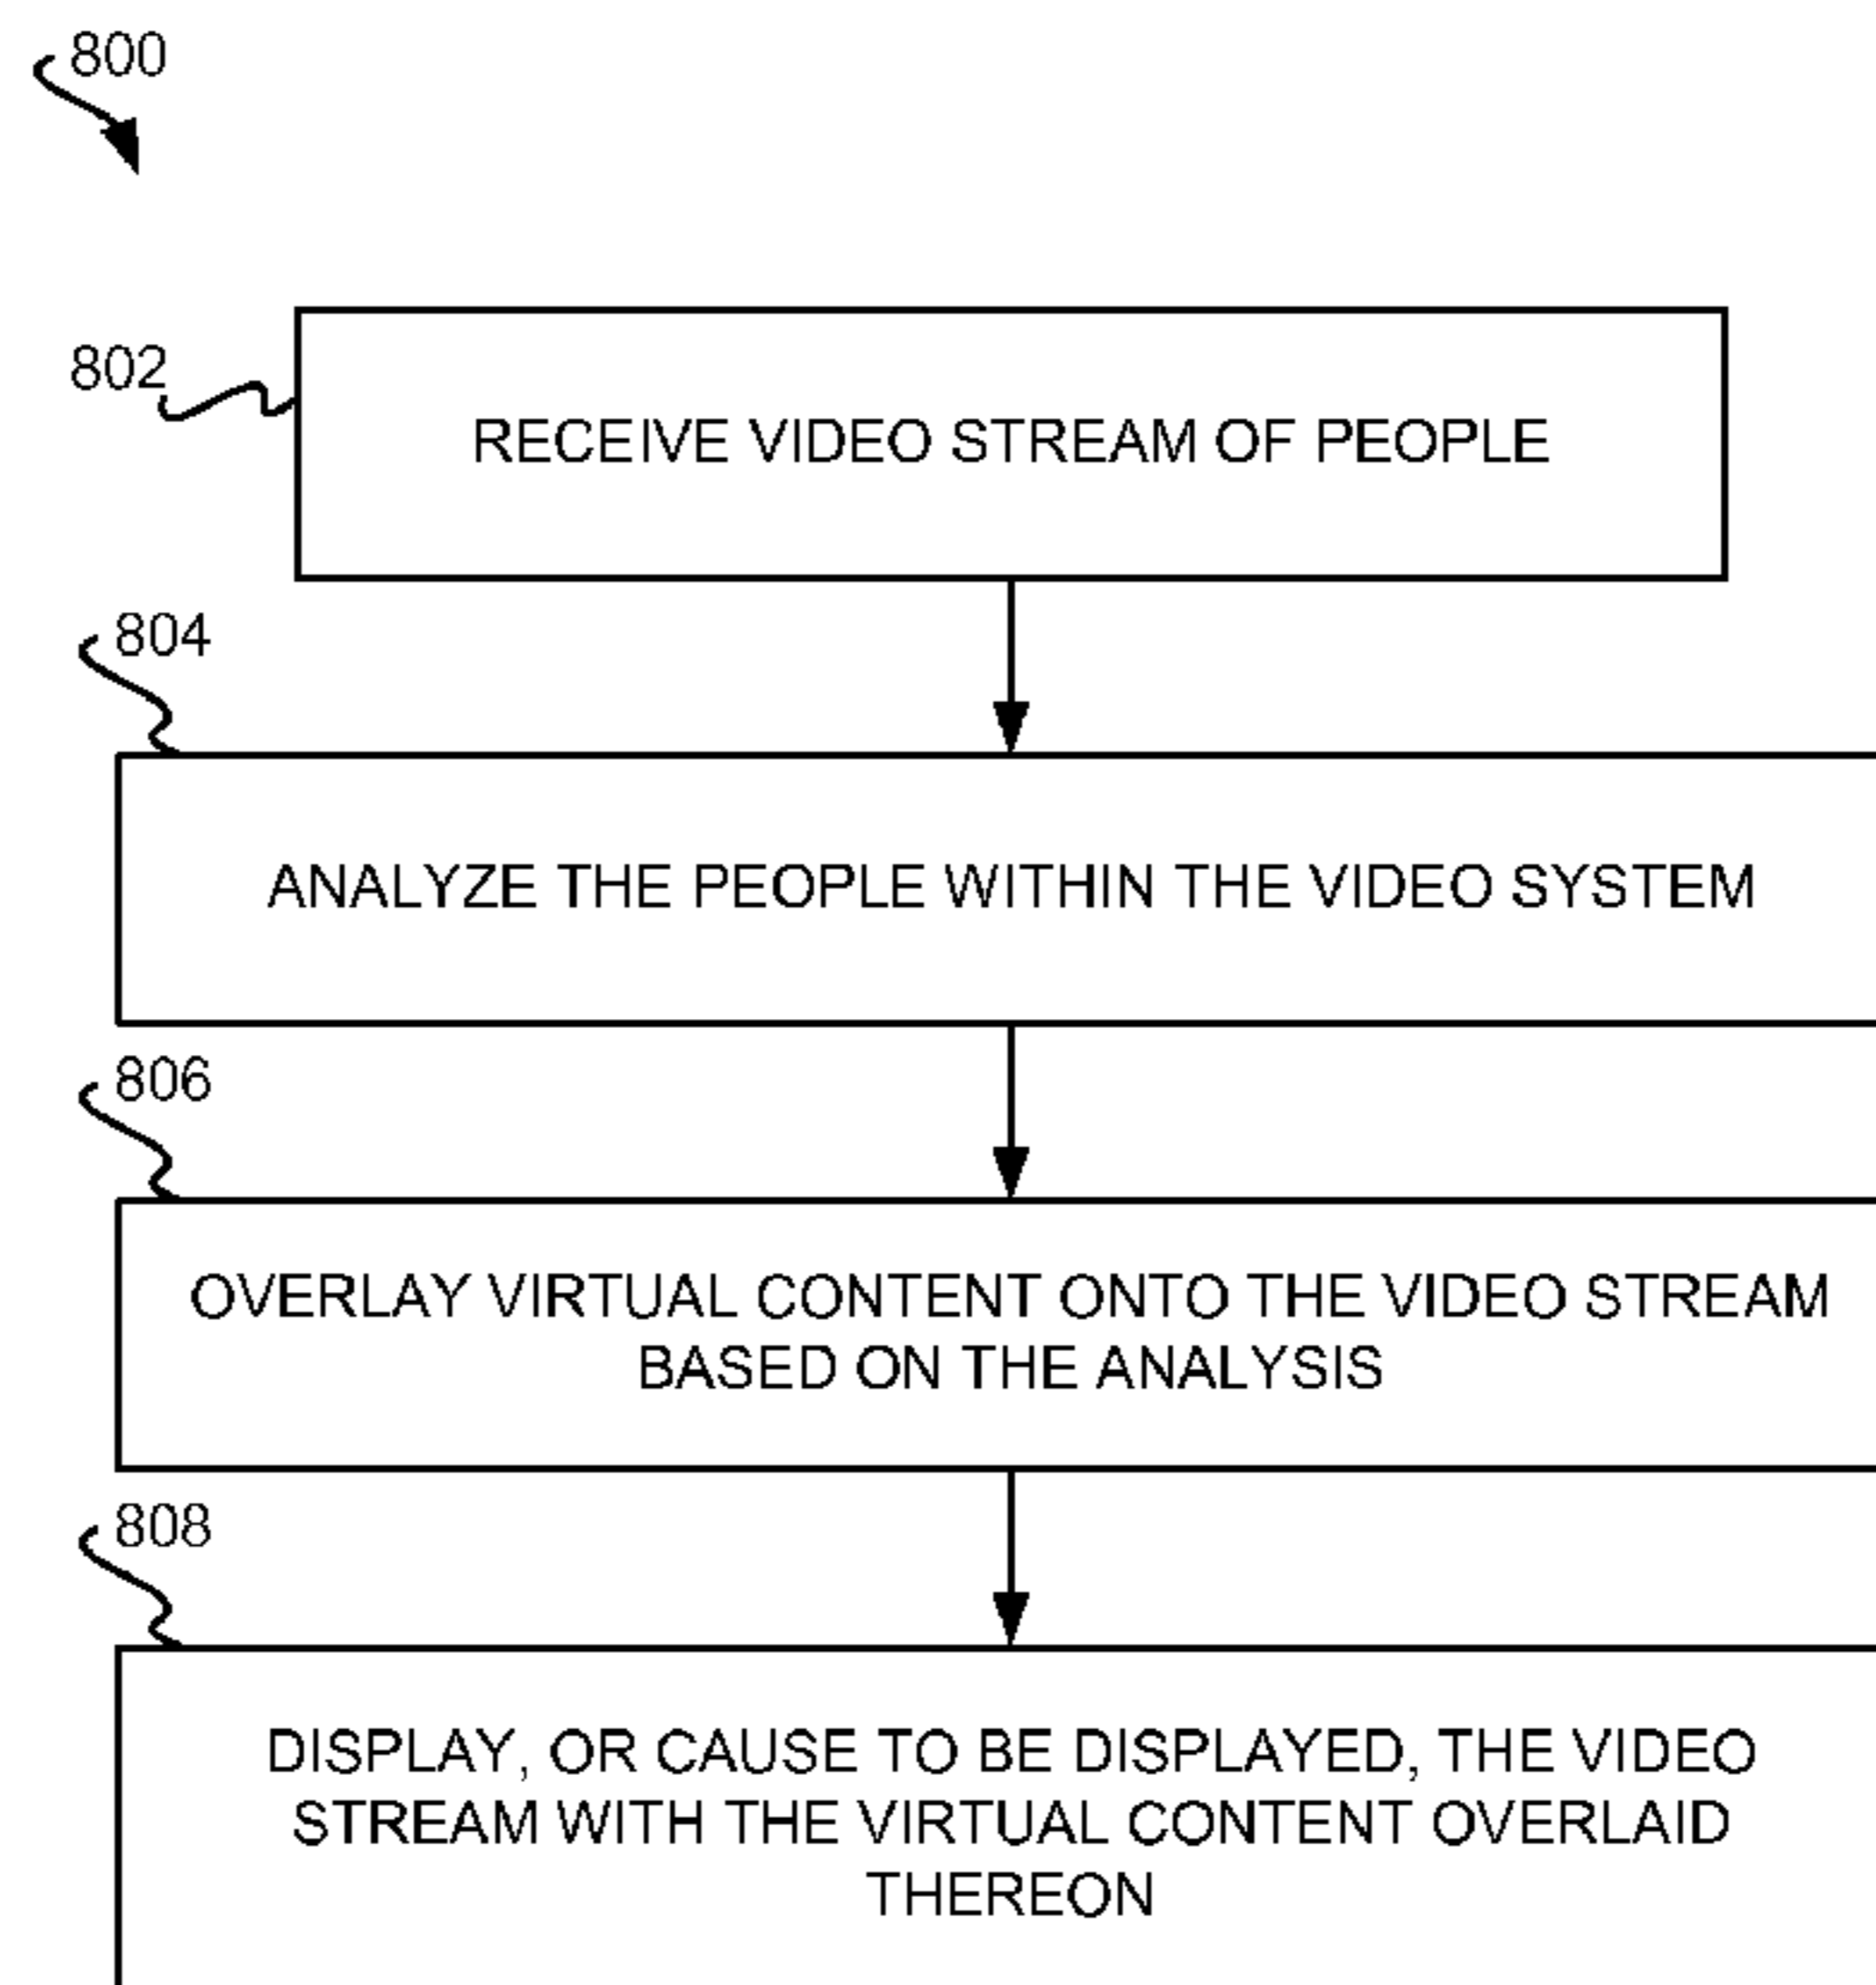 800
802
RECEIVE VIDEO STREAM OF PEOPLE
804
ANALYZE THE PEOPLE WITHIN THE VIDEO SYSTEM
806
OVERLAY VIRTUAL CONTENT ONTO THE VIDEO STREAM
BASED ON THE ANALYSIS
808
DISPLAY, OR CAUSE TO BE DISPLAYED, THE VIDEO
STREAM WITH THE VIRTUAL CONTENT OVERLAID
THEREON